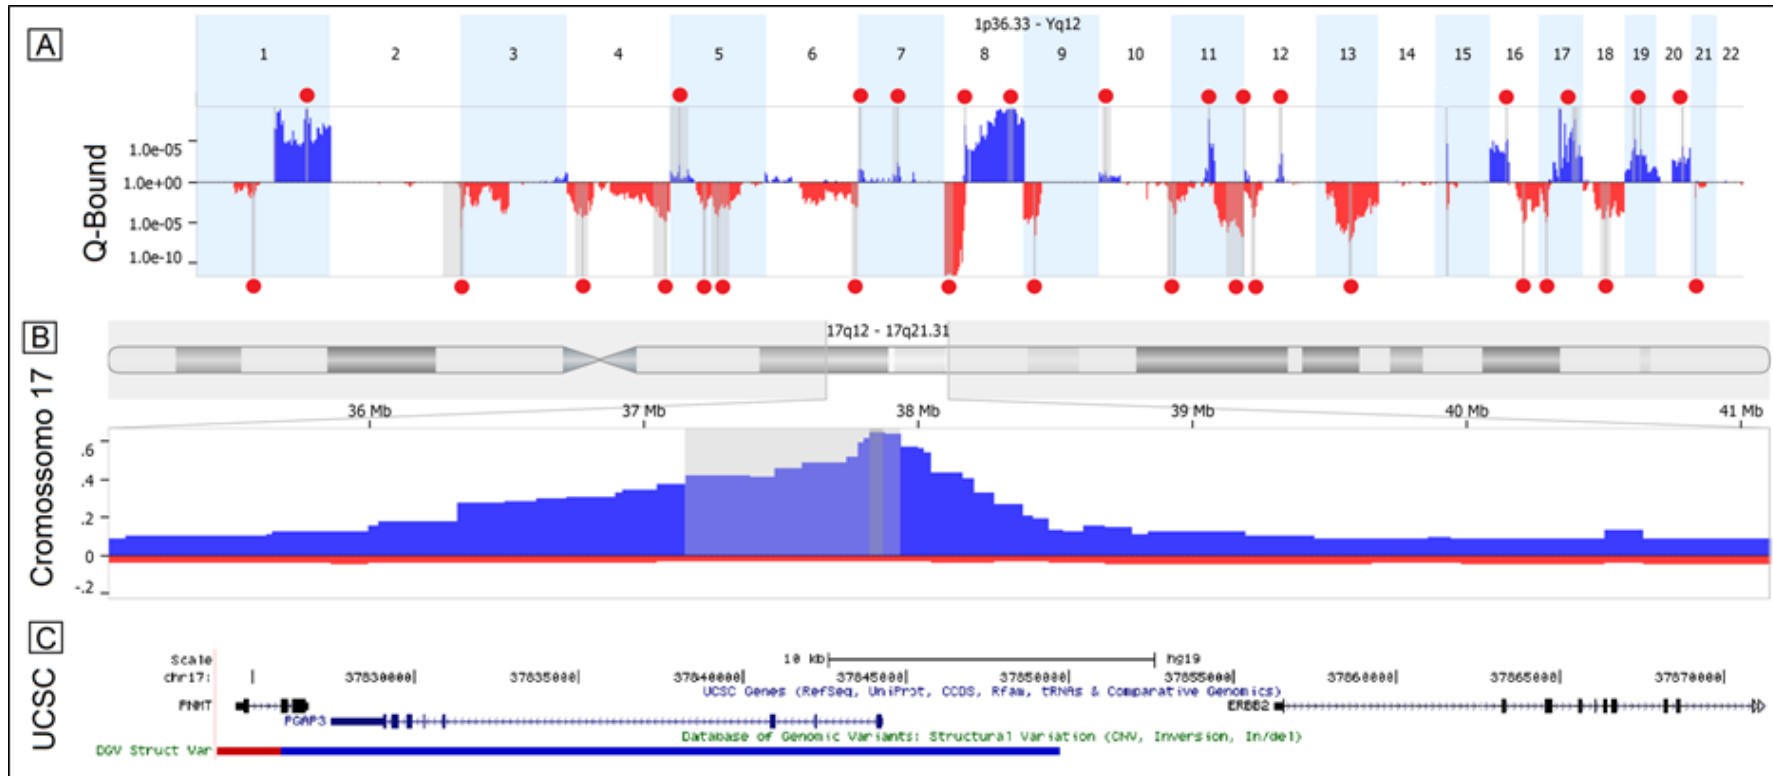 A
1p36.33 - Yq12
1 2 3 4 5 6 7 8 9 10 11 12 13 14 15 16 17 18 19 20 21 22
Q-Bound
1.0e-05
1.0e+00
1.0e-05
1.0e-10
B
17q12 - 17q21.31
Cromossomo 17
36 Mb 37 Mb 38 Mb 39 Mb 40 Mb 41 Mb
.6
.4
.2
0
-.2
C
UCSC
Scale 10 kb hg19
chr17: 37830000 37835000 37840000 37845000 37850000 37855000 37860000 37865000 37870000
UCSC Genes (RefSeq, UniProt, CCDS, Rfam, tRNAs & Comparative Genomics)
PNMT ERBB2
PGAP3
Database of Genomic Variants: Structural Variation (CNV, Inversion, In/del)
DGV Struct Var